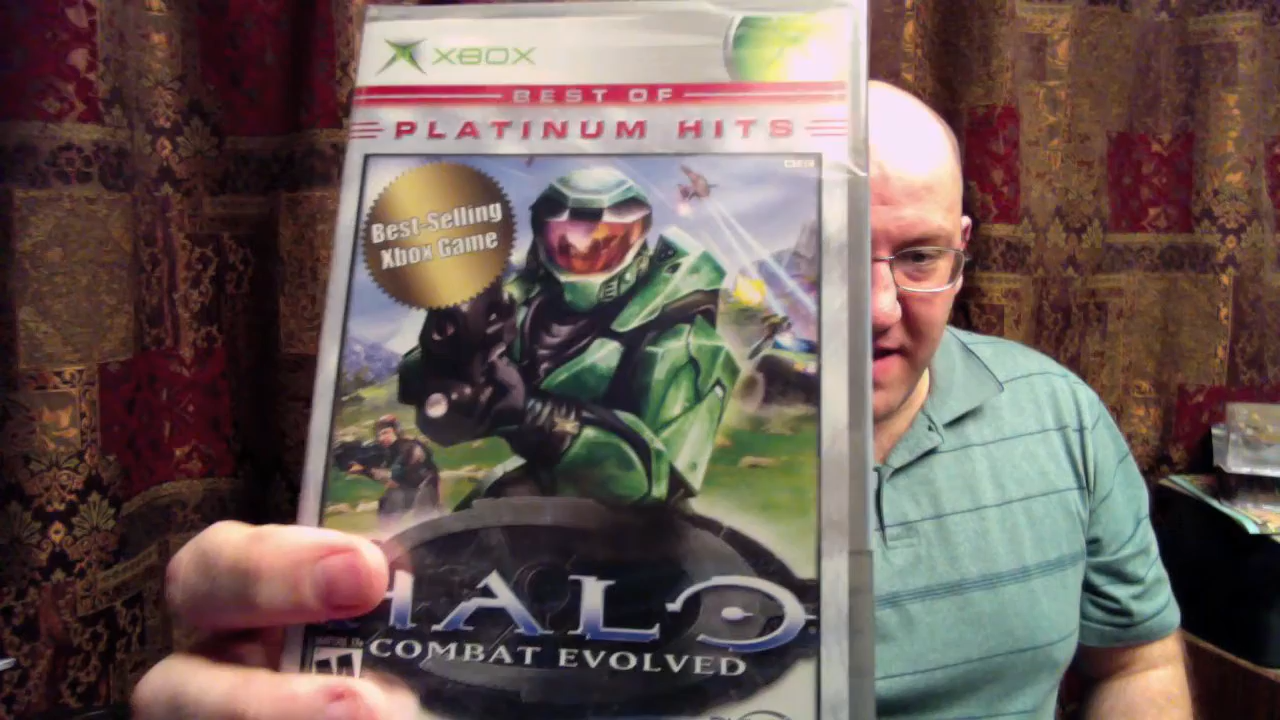 XBOX
BEST OF
PLATINUM HITS
Best-Selling
Xbox Game
HALO
COMBAT EVOLVED
M